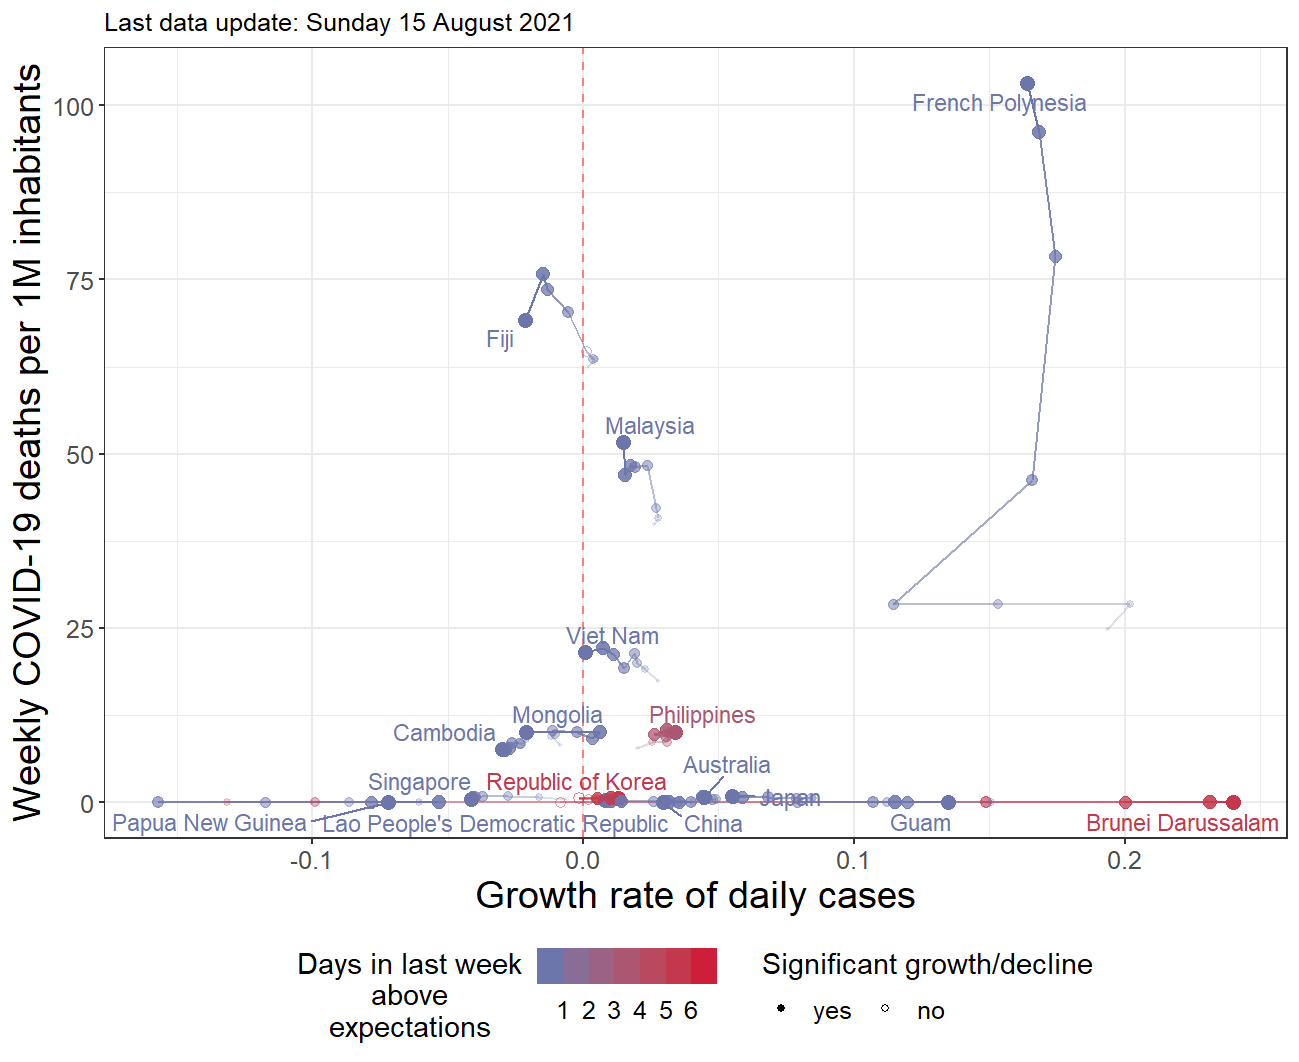 Last data update: Sunday 15 August 2021
Weekly COVID-19 deaths per 1M inhabitants
100
75
50
25
0
French Polynesia
Fiji
Malaysia
Viet Nam
Mongolia
Philippines
Cambodia
Australia
Singapore
Republic of Korea
Japan
Papua New Guinea
Lao People's Democratic Republic
China
Guam
Brunei Darussalam
-0.1
0.0
0.1
0.2
Growth rate of daily cases
Days in last week
above
expectations
1 2 3 4 5 6
Significant growth/decline
yes
no